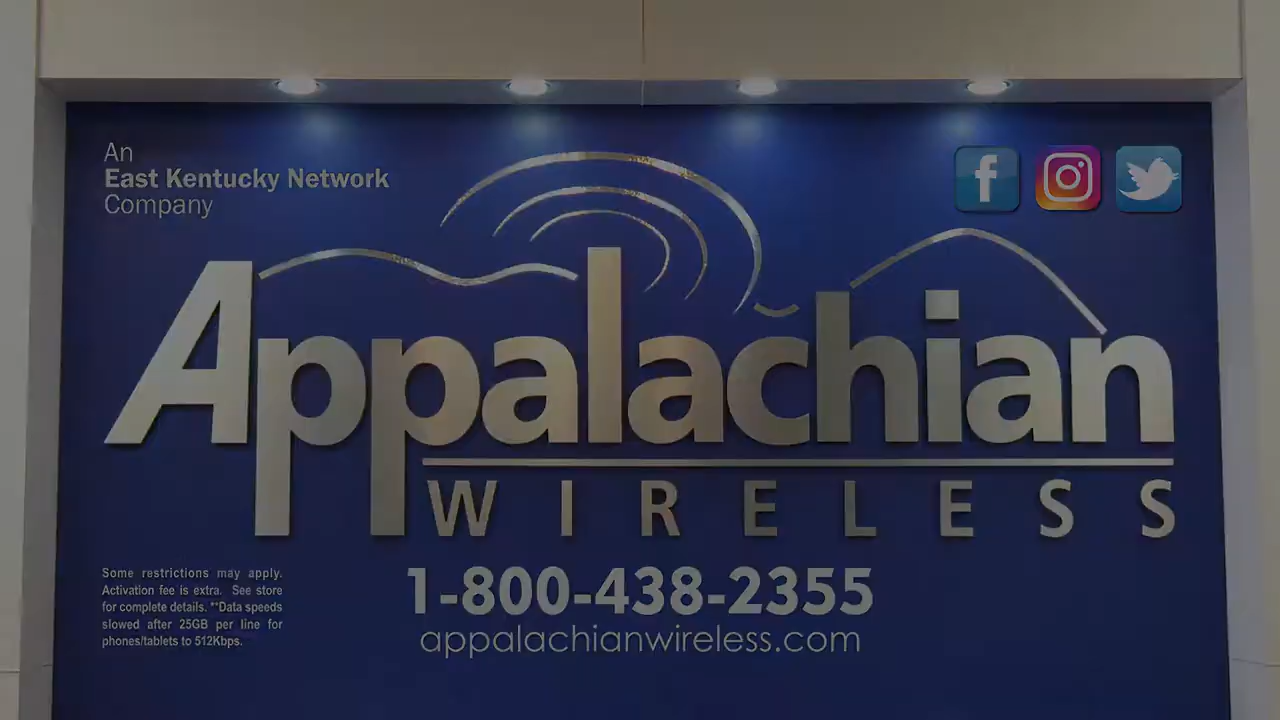 An
East Kentucky Network
Company
Appalachian
WIRELESS
Some restrictions may apply.
Activation fee is extra. See store
for complete details. **Data speeds
slowed after 25GB per line for
phones/tablets to 512Kbps.
1-800-438-2355
appalachianwireless.com